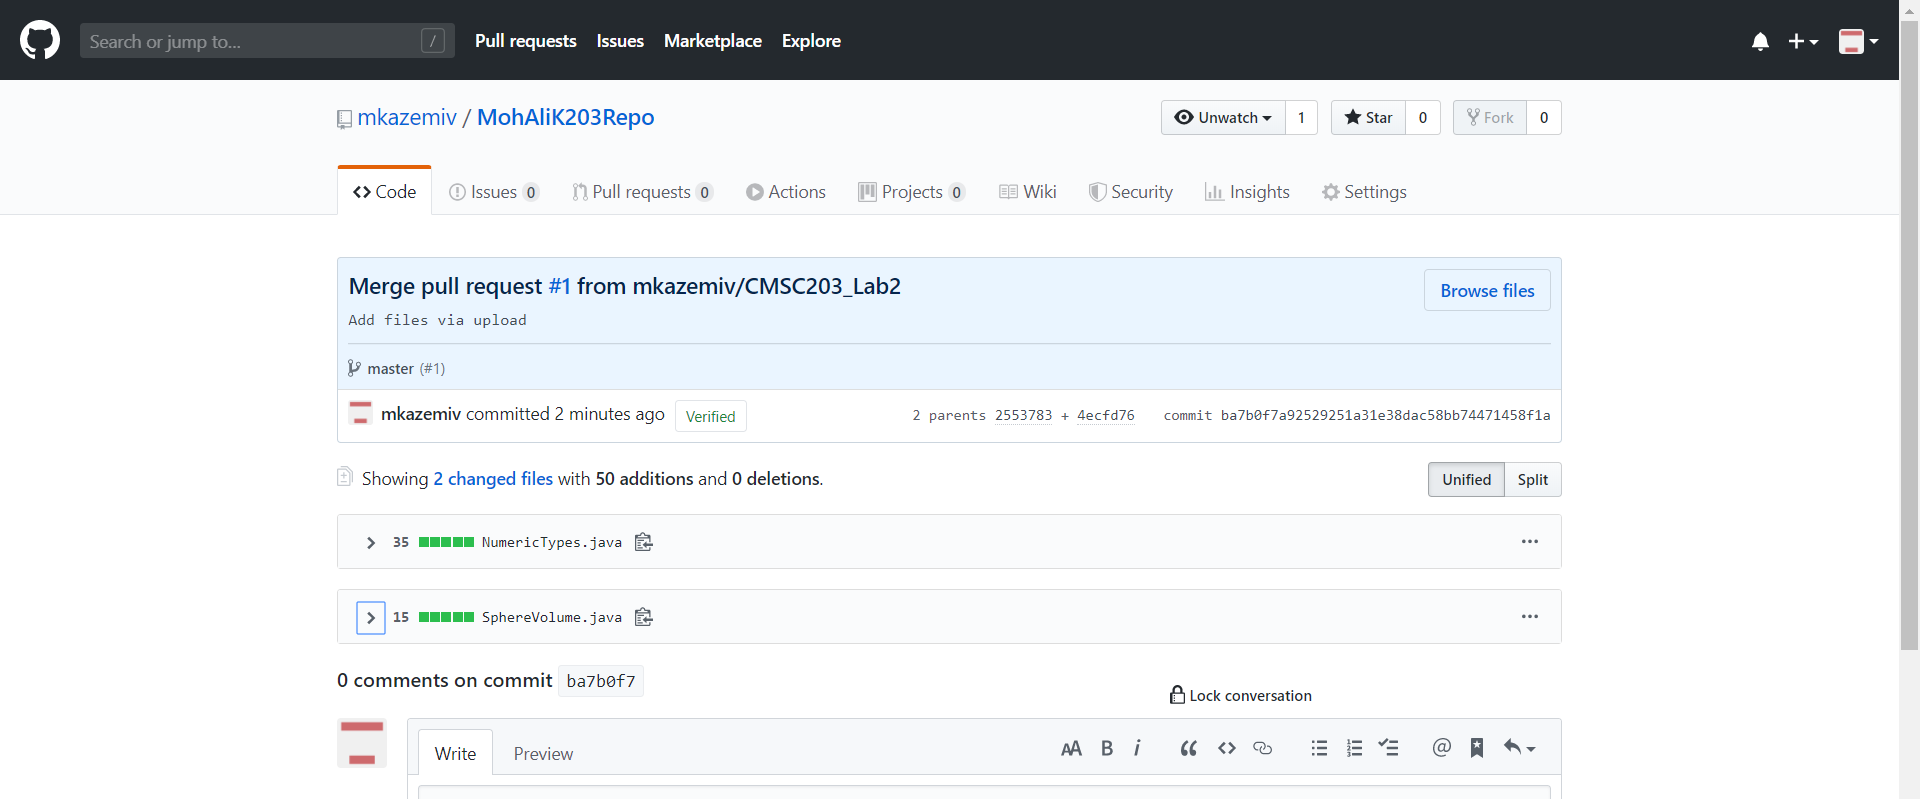 Search or jump to... / Pull requests Issues Marketplace Explore
mkazemiv / MohAliK203Repo Unwatch 1 Star 0 Fork 0
Code Issues 0 Pull requests 0 Actions Projects 0 Wiki Security Insights Settings
Merge pull request #1 from mkazemiv/CMSC203_Lab2 Browse files
Add files via upload
master (#1)
mkazemiv committed 2 minutes ago Verified 2 parents 2553783 + 4ecfd76 commit ba7b0f7a92529251a31e38dac58bb74471458f1a
Showing 2 changed files with 50 additions and 0 deletions. Unified Split
35 NumericTypes.java
15 SphereVolume.java
0 comments on commit ba7b0f7
Lock conversation
Write Preview AA B i @